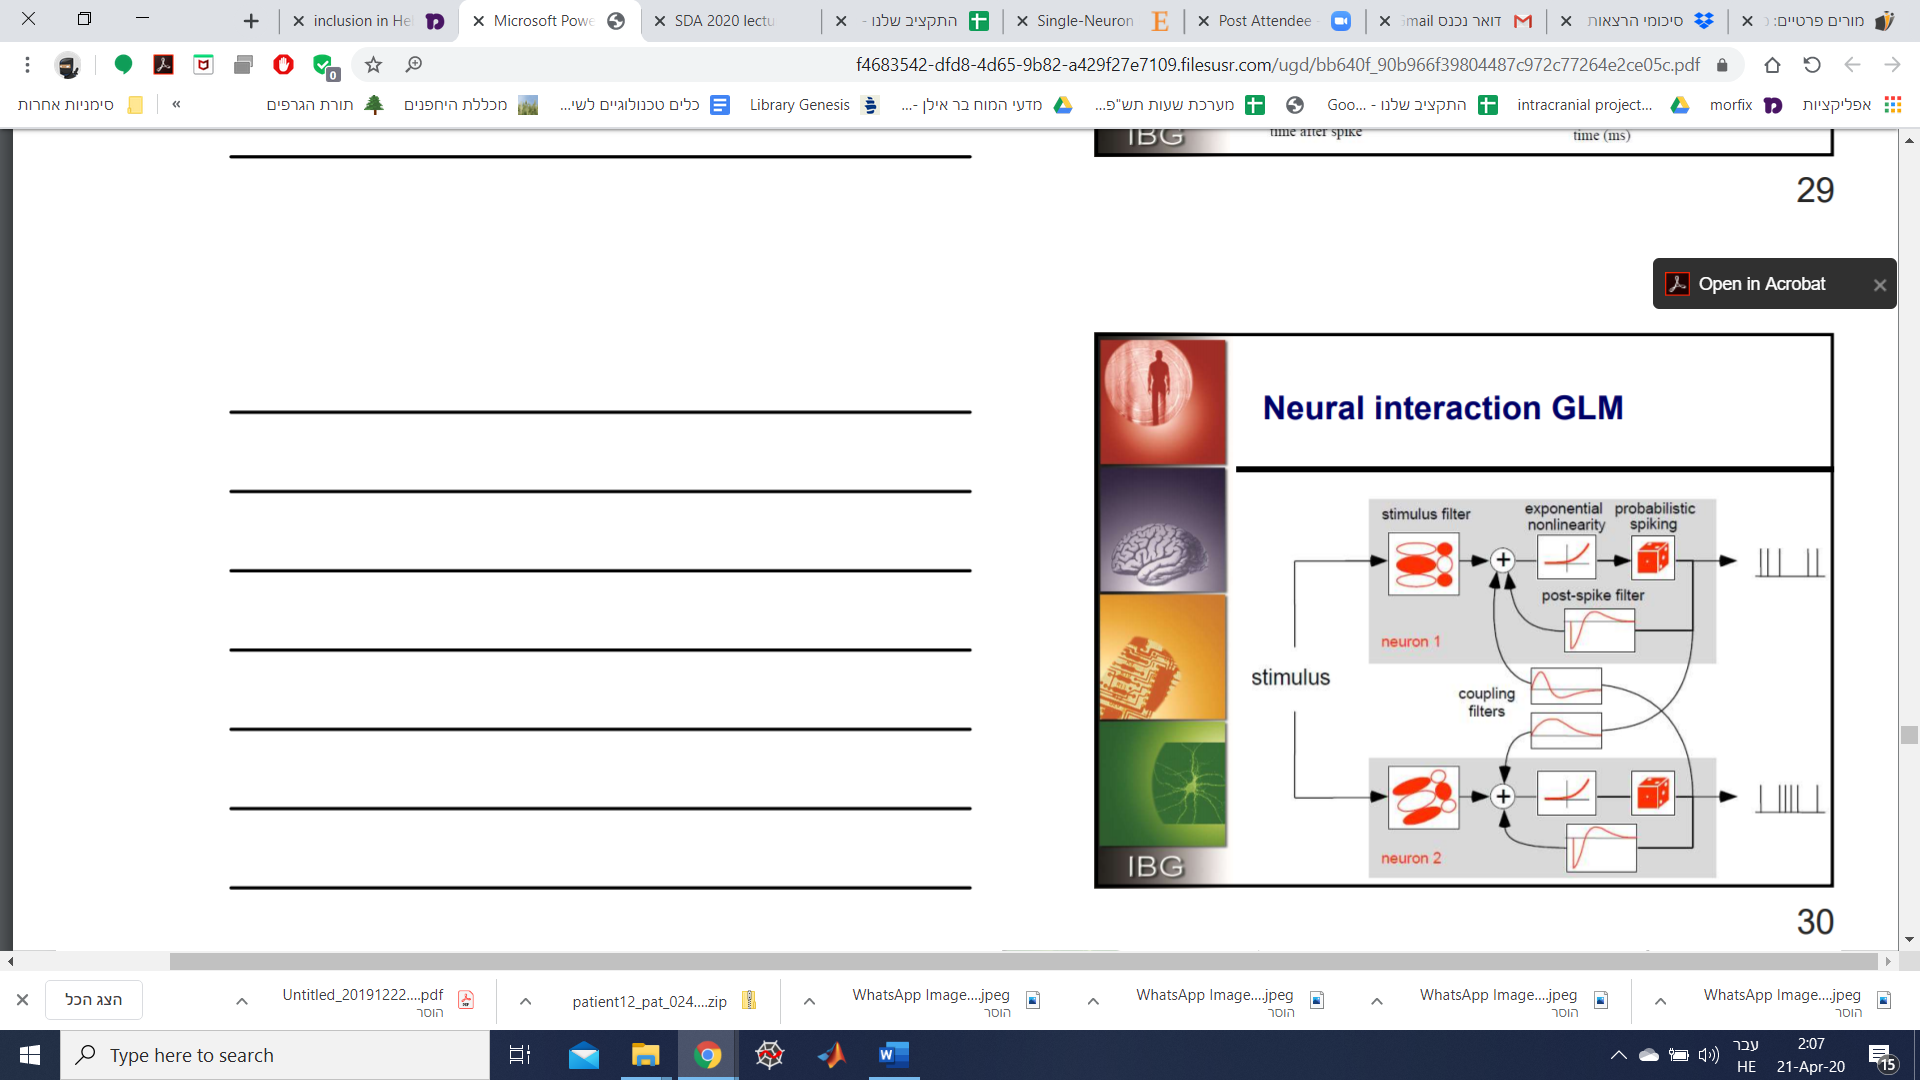 inclusion in He
Microsoft Powe
SDA 2020 lectu
התקציב שלנו -
Single-Neuron
Post Attendee -
דואר נכנס Gmail
סיכומי הרצאות
מורים פרטיים: כ
f4683542-dfd8-4d65-9b82-a429f27e7109.filesusr.com/ugd/bb640f_90b966f39804487c972c77264e2ce05c.pdf
0
אפליקציות
morfix
intracranial project...
התקציב שלנו - Goo...
מערכת שעות תש"פ...
מדעי המוח בר אילן -...
Library Genesis
כלים טכנולוגיים לשי...
מכללת היחפנים
תורת הגרפים
»
סימניות אחרות
IBG
time after spike
time (ms)
29
Open in Acrobat
Neural interaction GLM
stimulus filter
exponential nonlinearity
probabilistic spiking
post-spike filter
neuron 1
stimulus
coupling filters
neuron 2
IBG
30
הצג הכל
Untitled_20191222....pdf
הוסר
patient12_pat_024....zip
WhatsApp Image....jpeg
הוסר
WhatsApp Image....jpeg
הוסר
WhatsApp Image....jpeg
הוסר
WhatsApp Image....jpeg
הוסר
Type here to search
עבר
HE
2:07
21-Apr-20
15